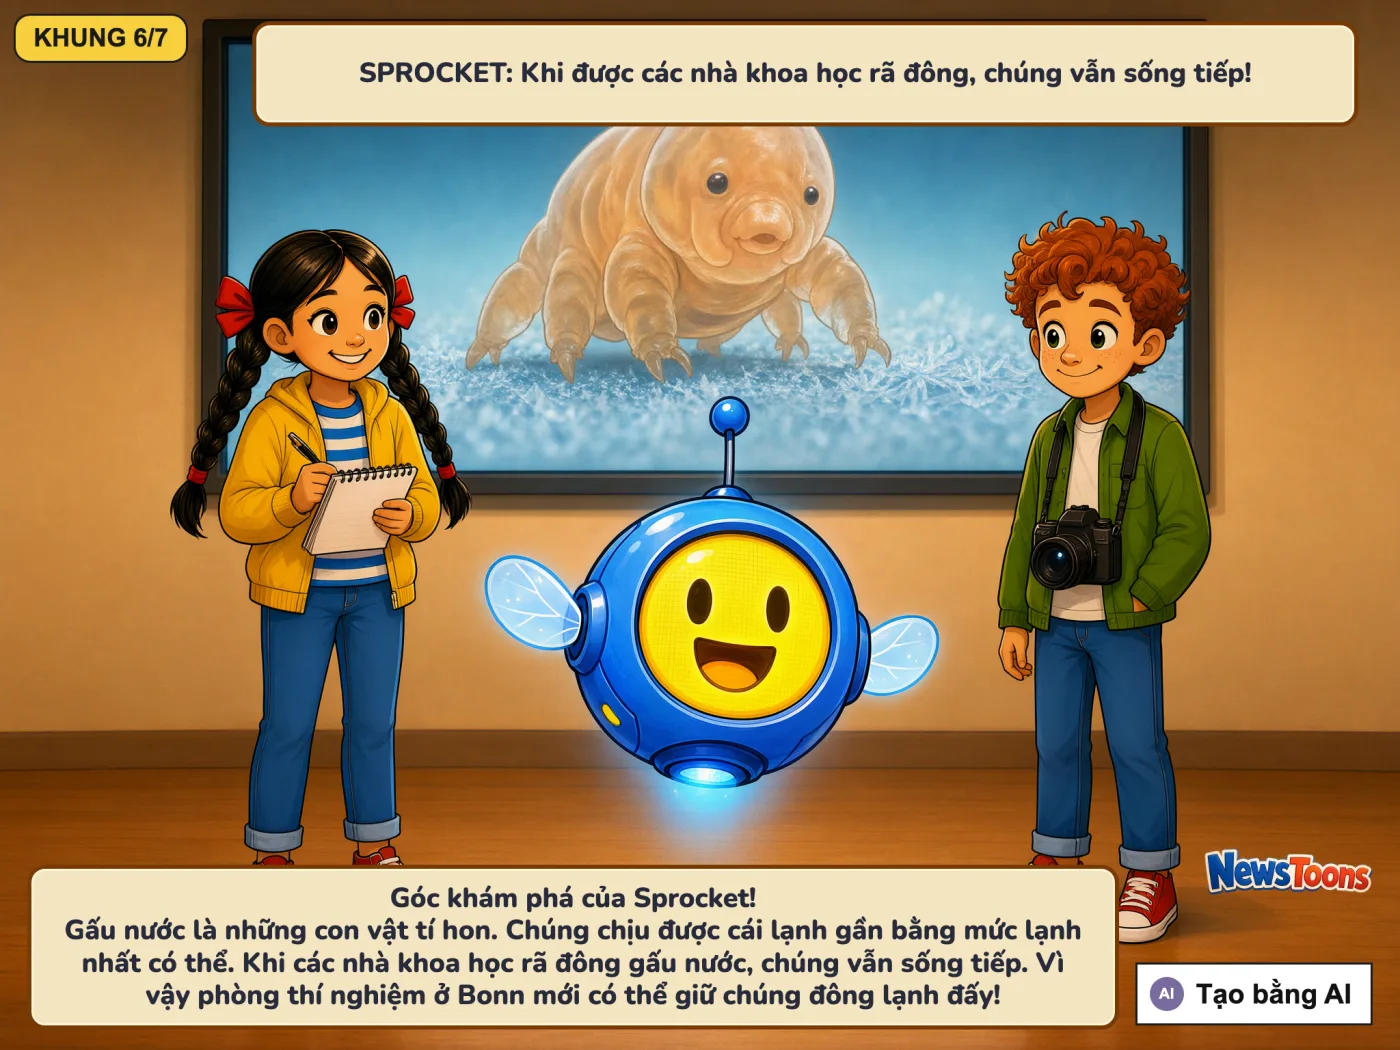 KHUNG 6/7
SPROCKET: Khi được các nhà khoa học rã đông, chúng vẫn sống tiếp!
Góc khám phá của Sprocket!
Gấu nước là những con vật tí hon. Chúng chịu được cái lạnh gần bằng mức lạnh
nhất có thể. Khi các nhà khoa học rã đông gấu nước, chúng vẫn sống tiếp. Vì
vậy phòng thí nghiệm ở Bonn mới có thể giữ chúng đông lạnh đấy!
NewsToons
AI Tạo bằng AI